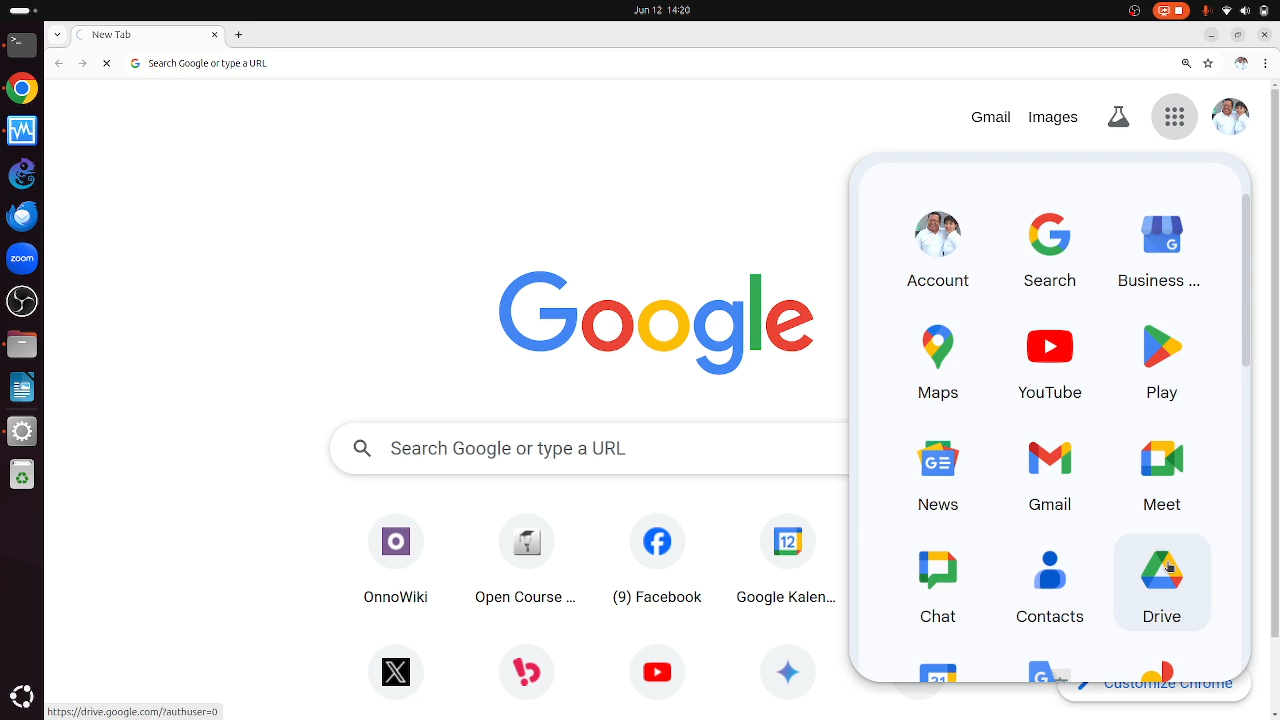 Jun 12 14:20
New Tab
Search Google or type a URL
Gmail Images
Account Search Business ...
Google
Maps YouTube Play
Search Google or type a URL
News Gmail Meet
zoom
12
OnnoWiki Open Course ... (9) Facebook Google Kalen...
Chat Contacts Drive
Customize Chrome
https://drive.google.com/?authuser=0